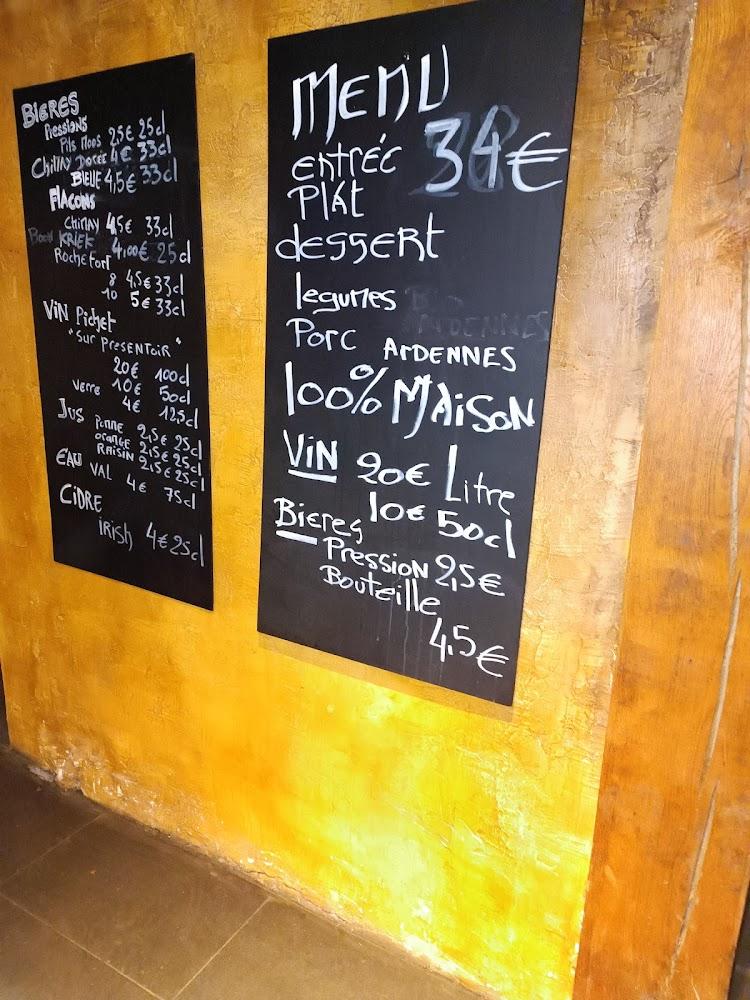 BIERES
Pressions
Pils Moos 2,5€ 25cl
CHIMAY DOREE 4€ 33cl
BLEUE 4,5€ 33cl
FLACONS
CHIMAY 4,5€ 33cl
BOON KRIEK 4,00€ 25cl
ROCHEFORT
8 4,5€ 33cl
10 5€ 33cl
VIN Pichet
"SUR PRESENTOIR"
20€ 100cl
10€ 50cl
Verre 4€ 12,5cl
JUS POMME 2,5€ 25cl
ORANGE 2,5€ 25cl
RAISIN 2,5€ 25cl
EAU VAL 4€ 75cl
CIDRE
IRISH 4€ 25cl
MENU
34€
entrée
PLAT
dESSERt
legumes
Porc ArDENNES
100% MAiSON
VIN 20€ Litre
10€ 50cl
Bieres
PressioN 2,5€
Bouteille
4,5€